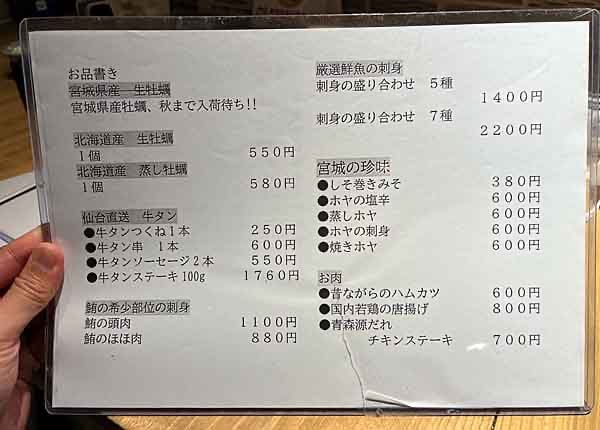 お品書き
宮城県産　生牡蠣
宮城県産牡蠣、秋まで入荷待ち!!
北海道産　生牡蠣
１個　５５０円
北海道産　蒸し牡蠣
１個　５８０円
仙台直送　牛タン
●牛タンつくね１本　２５０円
●牛タン串　１本　６００円
●牛タンソーセージ２本　５５０円
●牛タンステーキ100g　１７６０円
鮪の希少部位の刺身
鮪の頭肉　１１００円
鮪のほほ肉　８８０円
厳選鮮魚の刺身
刺身の盛り合わせ　５種
１４００円
刺身の盛り合わせ　７種
２２００円
宮城の珍味
●しそ巻きみそ　３８０円
●ホヤの塩辛　６００円
●蒸しホヤ　６００円
●ホヤの刺身　６００円
●焼きホヤ　６００円
お肉
●昔ながらのハムカツ　６００円
●国内若鶏の唐揚げ　８００円
●青森源だれ
チキンステーキ　７００円